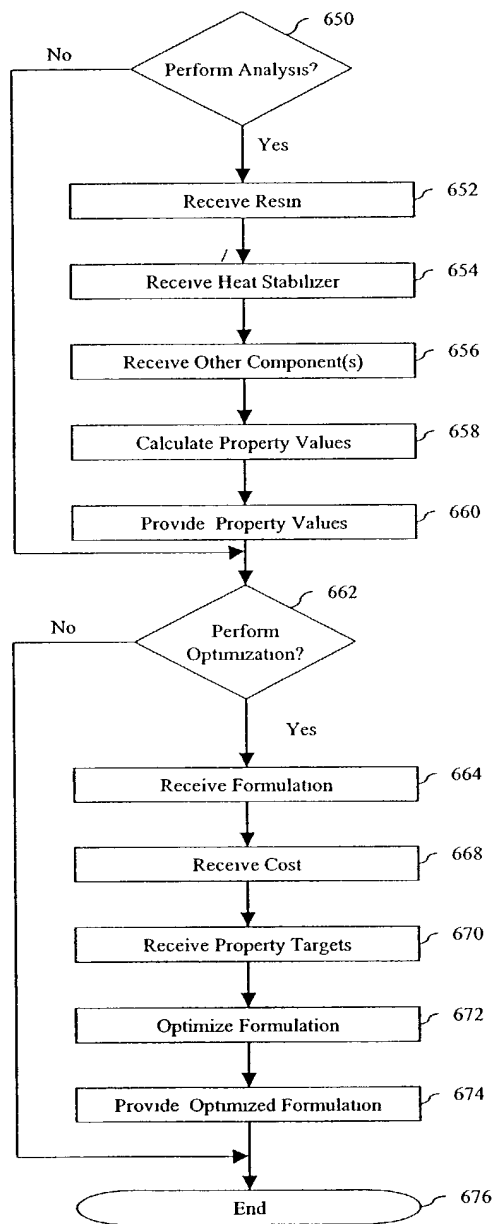 650
No
Perform Analysis?
Yes
652
Receive Resin
654
Receive Heat Stabilizer
656
Receive Other Component(s)
658
Calculate Property Values
660
Provide Property Values
662
No
Perform
Optimization?
Yes
664
Receive Formulation
668
Receive Cost
670
Receive Property Targets
672
Optimize Formulation
674
Provide Optimized Formulation
676
End